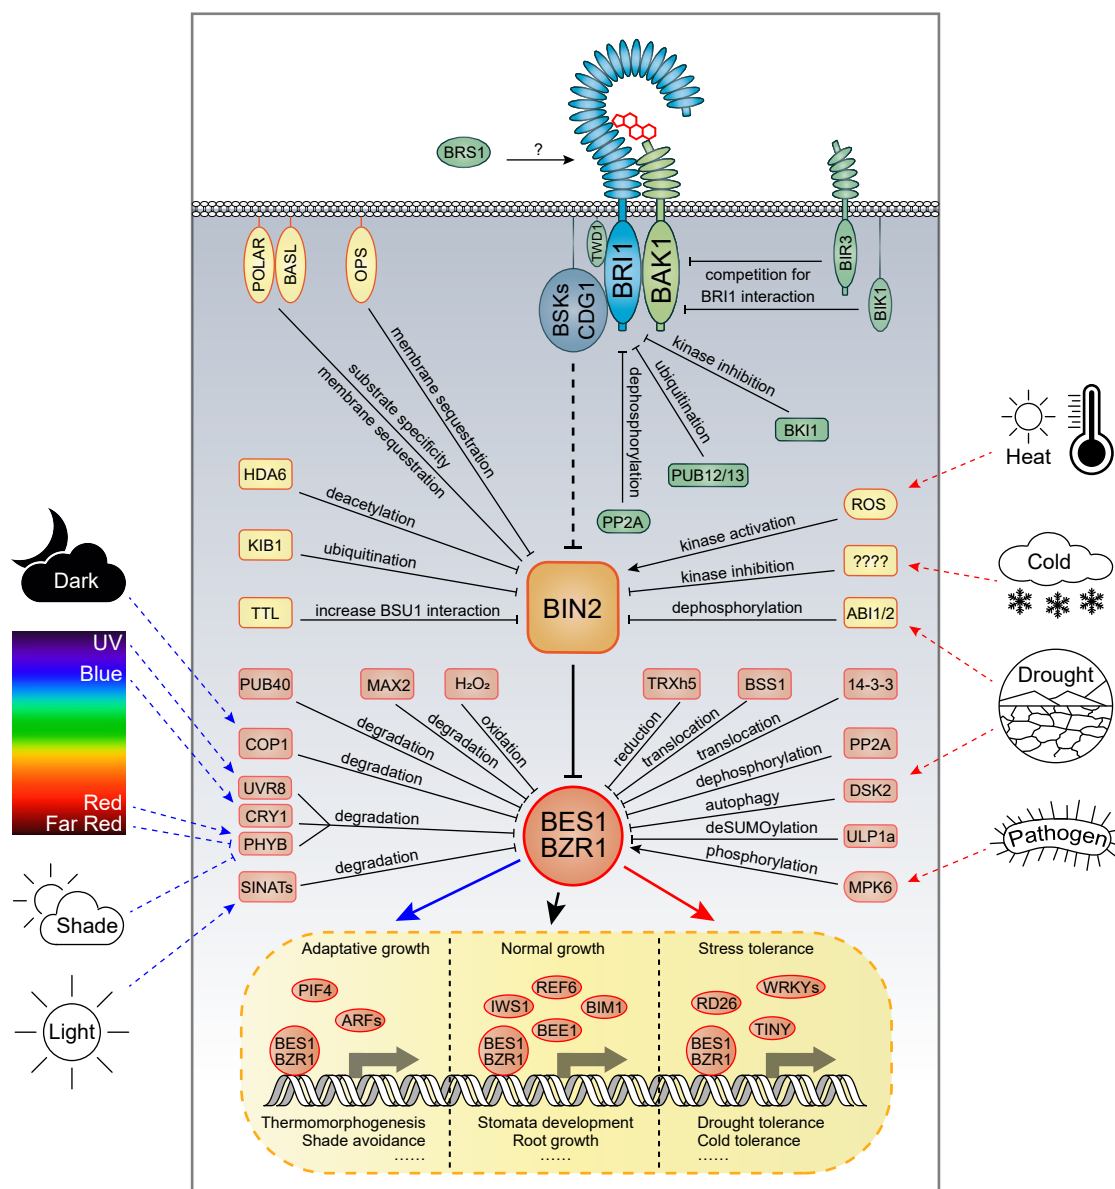 BRS1
?
POLAR
BASL
OPS
TWD1
BRI1
BAK1
BSKs
CDG1
BIR3
BIK1
competition for
BRI1 interaction
membrane sequestration
substrate specificity
membrane sequestration
dephosphorylation
ubiquitination
kinase inhibition
BKI1
PUB12/13
PP2A
Heat
HDA6
deacetylation
ROS
kinase activation
KIB1
ubiquitination
????
kinase inhibition
Cold
Dark
TTL
increase BSU1 interaction
BIN2
dephosphorylation
ABI1/2
UV
Blue
Red
Far Red
Drought
PUB40
MAX2
H₂O₂
TRXh5
BSS1
14-3-3
degradation
degradation
oxidation
reduction
translocation
translocation
COP1
degradation
dephosphorylation
PP2A
UVR8
CRY1
PHYB
degradation
BES1
BZR1
autophagy
DSK2
deSUMOylation
ULP1a
Pathogen
SINATs
degradation
phosphorylation
MPK6
Shade
Light
Adaptative growth
Normal growth
Stress tolerance
PIF4
ARFs
BES1
BZR1
REF6
IWS1
BIM1
BEE1
BES1
BZR1
WRKYs
RD26
TINY
BES1
BZR1
Thermomorphogenesis
Shade avoidance
......
Stomata development
Root growth
......
Drought tolerance
Cold tolerance
......